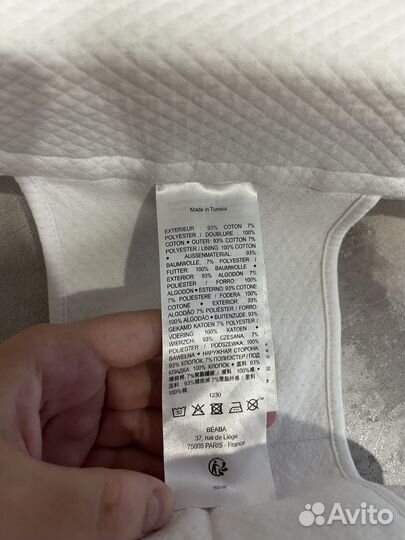 Made in Tunisia
EXTERIEUR 93% COTON 7%
POLYESTER / DOUBLURE 100%
COTON • OUTER: 93% COTTON 7%
POLYESTER/ LINING 100% COTTON
• AUSSENMATERIAL: 93%
BAUMWOLLE, 7% POLYESTER /
FUTTER: 100% BAUMWOLLE •
EXTERIOR: 93% ALGODÓN 7%
POLIÉSTER / FORRO: 100%
ALGODÓN • ESTERNO 93% COTONE
7% POLIESTERE / FODERA 100%
COTONE • EXTERIOR: 93%
ALGODÃO 7% POLIÉSTER / FORRO
100% ALGODÃO • BUITENZIJDE: 93%
GEKAMD KATOEN 7% POLYESTER /
VOERING 100% KATOEN •
WIERZCH: 93% CZESANA, 7%
POLIESTER / PODSZEWKA 100%
BAWEŁNA • НАРУЖНАЯ СТОРОНА:
93% ХЛОПОК, 7% ПОЛИЭСТЕР / ПОД
КЛАДКА 100% ХЛОПОК
100%棉
1230
BÉABA
37, rue de Liège
75008 PARIS - France
Avito